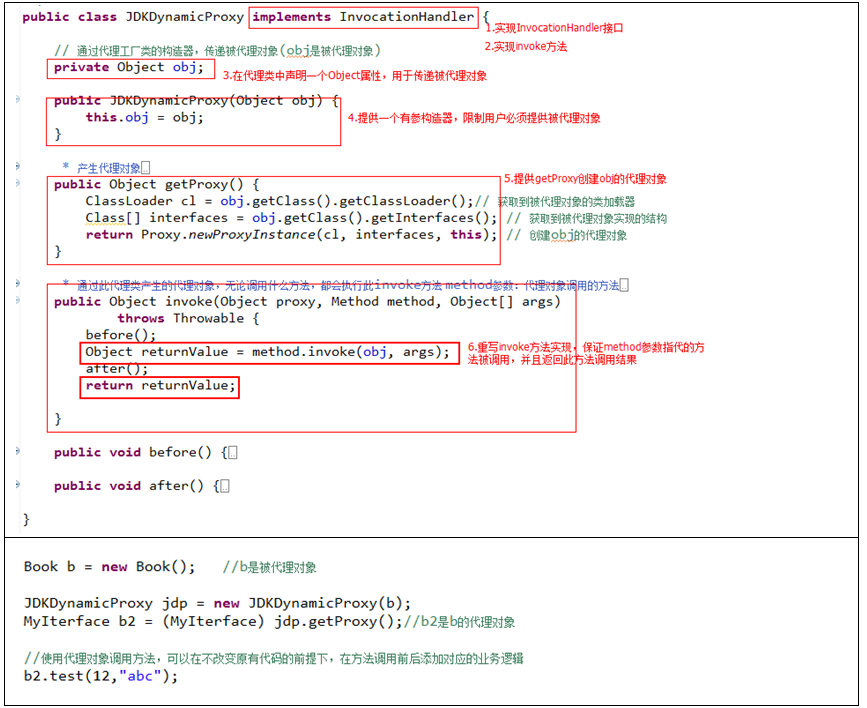 public class JDKDynamicProxy implements InvocationHandler {
1.实现InvocationHandler接口
2.实现invoke方法
// 通过代理工厂类的构造器，传递被代理对象(obj是被代理对象)
private Object obj;
3.在代理类中声明一个Object属性，用于传递被代理对象
public JDKDynamicProxy(Object obj) {
this.obj = obj;
}
4.提供一个有参构造器，限制用户必须提供被代理对象
* 产生代理对象
5.提供getProxy创建obj的代理对象
public Object getProxy() {
ClassLoader cl = obj.getClass().getClassLoader();// 获取到被代理对象的类加载器
Class[] interfaces = obj.getClass().getInterfaces(); // 获取到被代理对象实现的结构
return Proxy.newProxyInstance(cl, interfaces, this); // 创建obj的代理对象
}
* 通过此代理类产生的代理对象，无论调用什么方法，都会执行此invoke方法 method参数：代理对象调用的方法
public Object invoke(Object proxy, Method method, Object[] args)
throws Throwable {
before();
Object returnValue = method.invoke(obj, args);
6.重写invoke方法实现，保证method参数指代的方
法被调用，并且返回此方法调用结果
after();
return returnValue;
}
public void before() {
public void after() {
}
Book b = new Book(); //b是被代理对象
JDKDynamicProxy jdp = new JDKDynamicProxy(b);
MyIterface b2 = (MyIterface) jdp.getProxy();//b2是b的代理对象
//使用代理对象调用方法，可以在不改变原有代码的前提下，在方法调用前后添加对应的业务逻辑
b2.test(12,"abc");